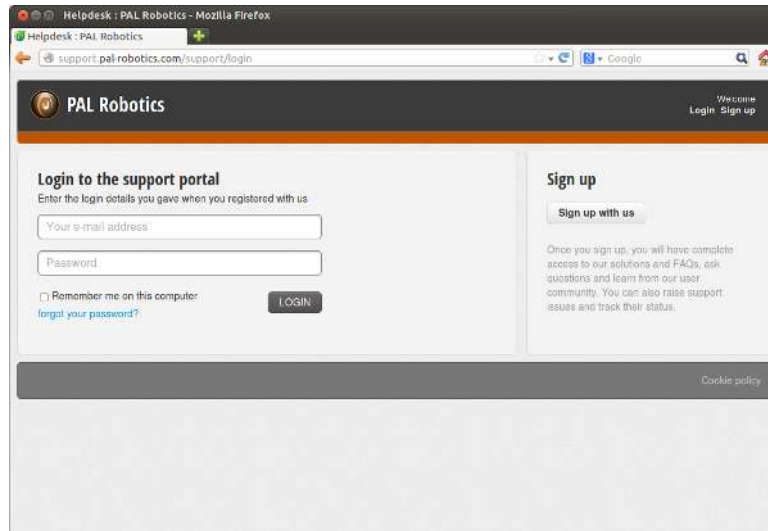 Helpdesk : PAL Robotics - Mozilla Firefox
Helpdesk : PAL Robotics
support.pal-robotics.com/support/login
Google
PAL Robotics
Welcome
Login Sign up
Login to the support portal
Enter the login details you gave when you registered with us
Your e-mail address
Password
Remember me on this computer
LOGIN
forgot your password?
Sign up
Sign up with us
Once you sign up, you will have complete
access to our solutions and FAQs, ask
questions and learn from our user
community. You can also raise support
issues and track their status.
Cookie policy